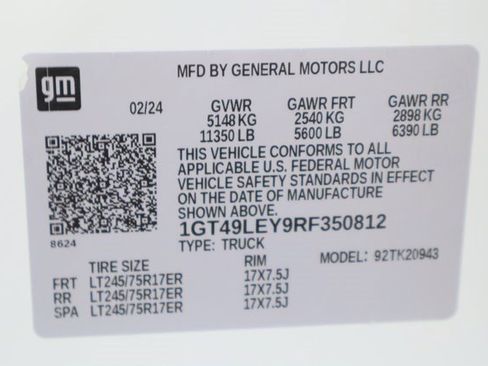 gm
MFD BY GENERAL MOTORS LLC
02/24 GVWR GAWR FRT GAWR RR
5148 KG 2540 KG 2898 KG
11350 LB 5600 LB 6390 LB
THIS VEHICLE CONFORMS TO ALL
APPLICABLE U.S. FEDERAL MOTOR
VEHICLE SAFETY STANDARDS IN EFFECT
ON THE DATE OF MANUFACTURE
SHOWN ABOVE.
1GT49LEY9RF350812
8624
TYPE: TRUCK MODEL: 92TK20943
TIRE SIZE RIM
FRT LT245/75R17ER 17X7.5J
RR LT245/75R17ER 17X7.5J
SPA LT245/75R17ER 17X7.5J